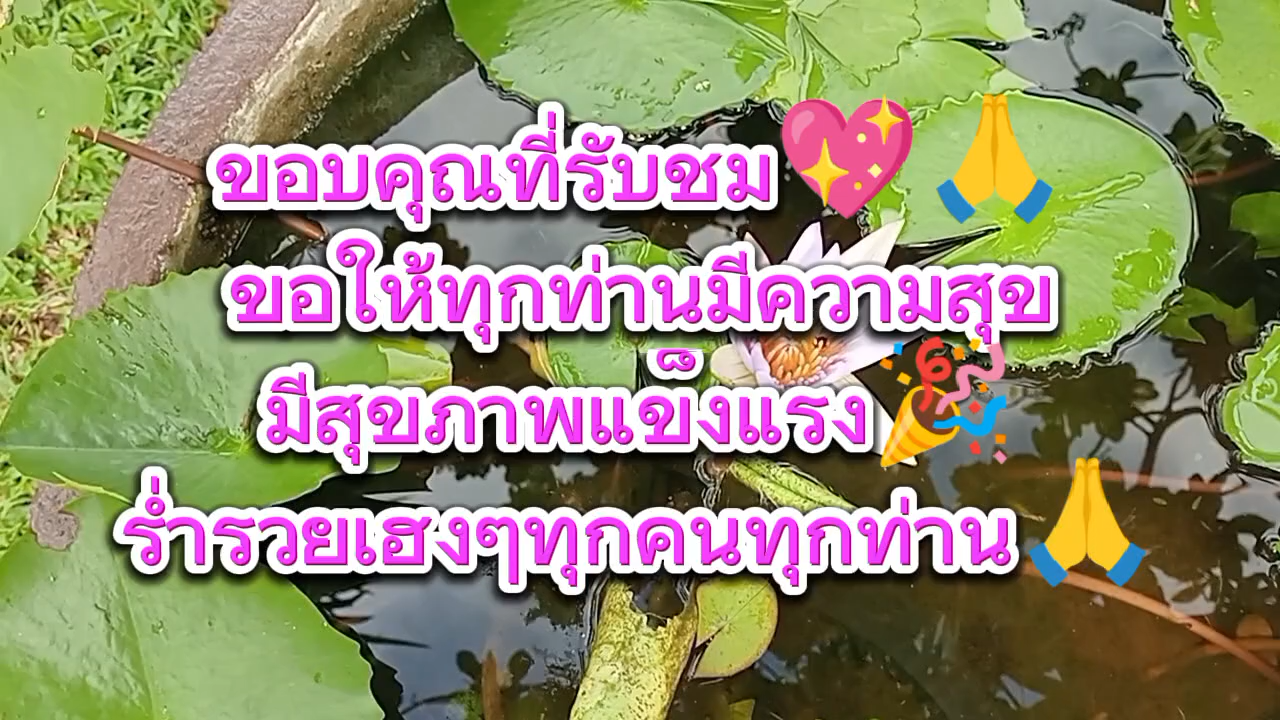 ขอบคุณที่รับชม💖🙏
ขอให้ทุกท่านมีความสุข
มีสุขภาพแข็งแรง🎉
ร่ำรวยเฮงๆทุกคนทุกท่าน🙏